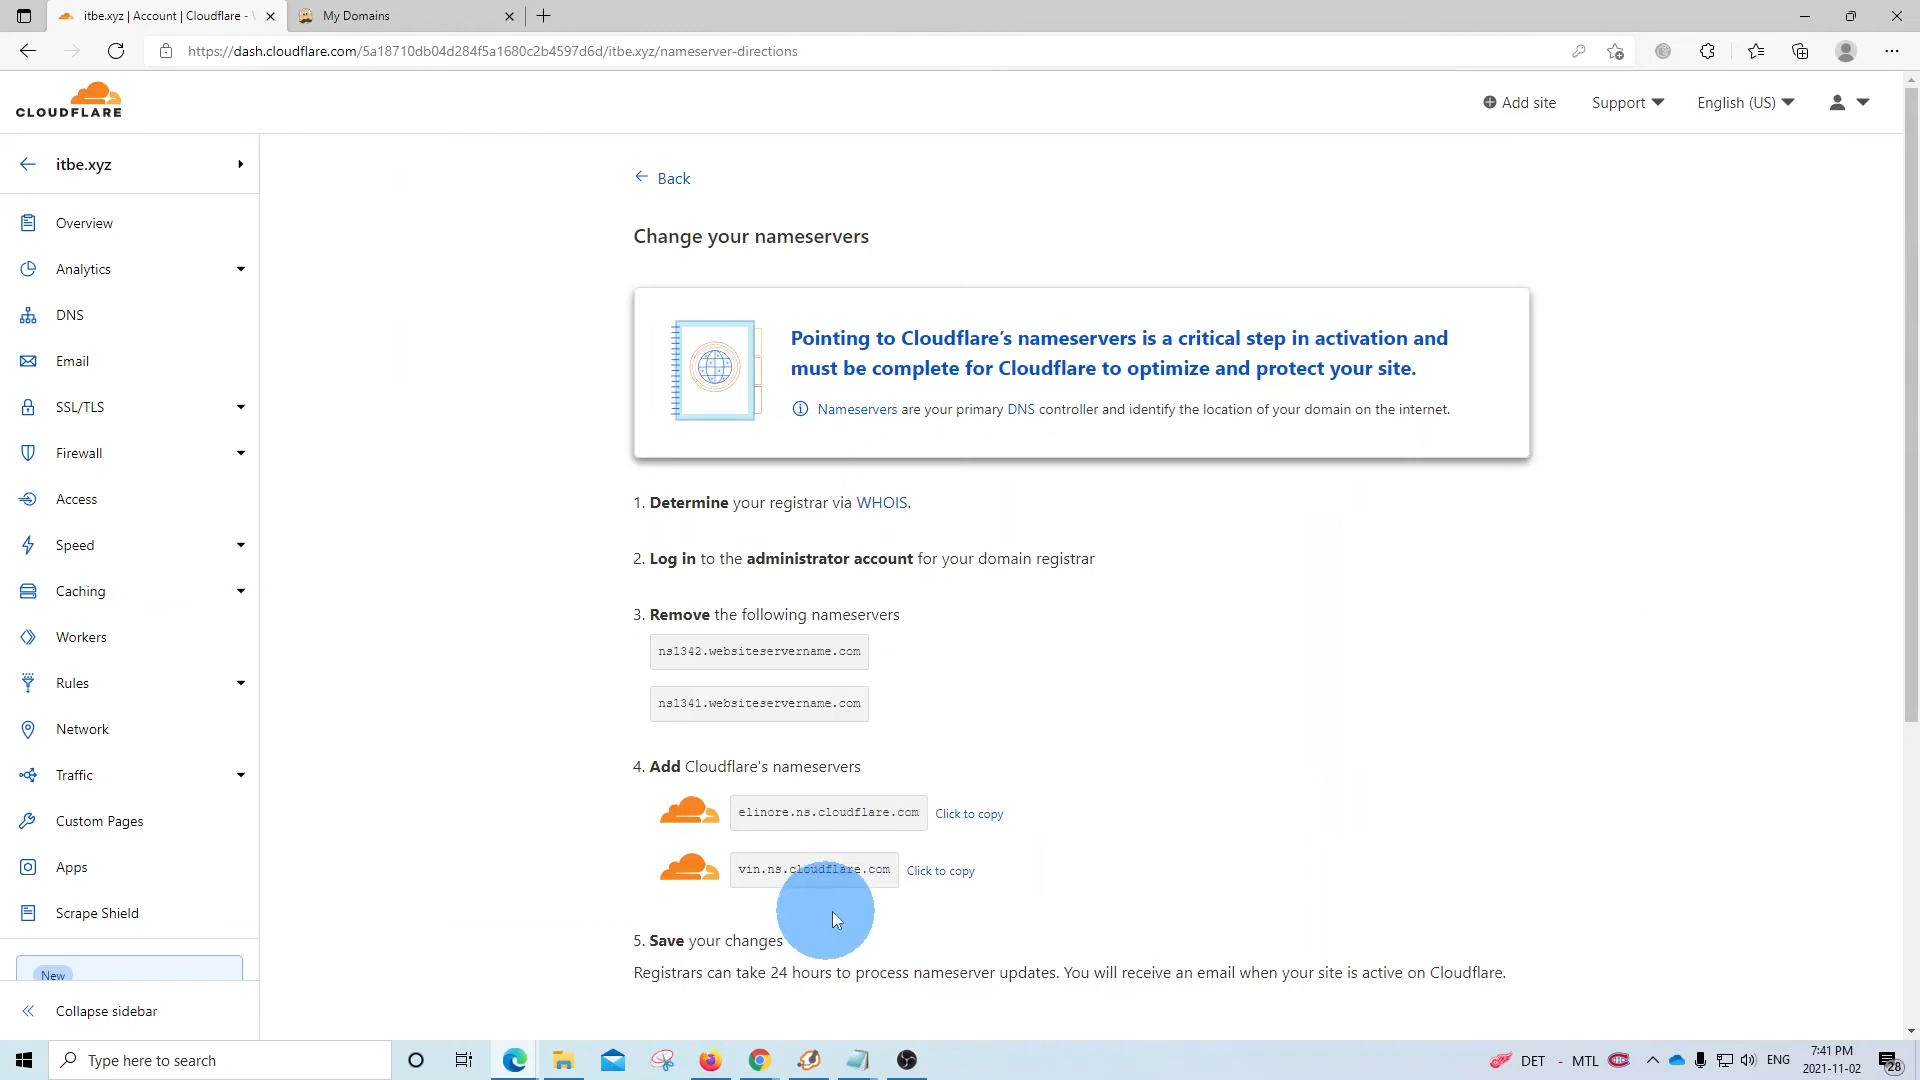 itbe.xyz | Account | Cloudflare -
My Domains
https://dash.cloudflare.com/5a18710db04d284f5a1680c2b4597d6d/itbe.xyz/nameserver-directions
CLOUDFLARE
Add site
Support
English (US)
itbe.xyz
Overview
Analytics
DNS
Email
SSL/TLS
Firewall
Access
Speed
Caching
Workers
Rules
Network
Traffic
Custom Pages
Apps
Scrape Shield
New
Collapse sidebar
Back
Change your nameservers
Pointing to Cloudflare's nameservers is a critical step in activation and
must be complete for Cloudflare to optimize and protect your site.
Nameservers are your primary DNS controller and identify the location of your domain on the internet.
1. Determine your registrar via WHOIS.
2. Log in to the administrator account for your domain registrar
3. Remove the following nameservers
ns1342.websiteservername.com
ns1341.websiteservername.com
4. Add Cloudflare's nameservers
elinore.ns.cloudflare.com Click to copy
vin.ns.cloudflare.com Click to copy
5. Save your changes
Registrars can take 24 hours to process nameserver updates. You will receive an email when your site is active on Cloudflare.
Type here to search
DET - MTL
ENG
7:41 PM
2021-11-02
28